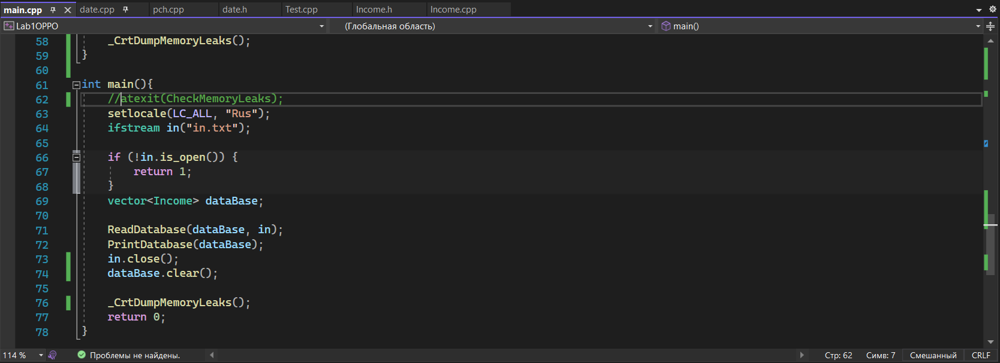 main.cpp date.cpp pch.cpp date.h Test.cpp Income.h Income.cpp
Lab1OPPO (Глобальная область) main()
58 _CrtDumpMemoryLeaks();
59 }
60
61 int main(){
62 //atexit(CheckMemoryLeaks);
63 setlocale(LC_ALL, "Rus");
64 ifstream in("in.txt");
65
66 if (!in.is_open()) {
67 return 1;
68 }
69 vector<Income> dataBase;
70
71 ReadDatabase(dataBase, in);
72 PrintDatabase(dataBase);
73 in.close();
74 dataBase.clear();
75
76 _CrtDumpMemoryLeaks();
77 return 0;
78 }
114 % Проблемы не найдены. Стр: 62 Симв: 7 Смешанный CRLF